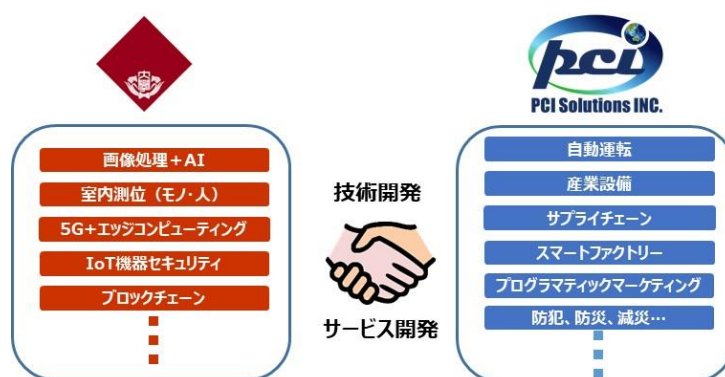 pci
PCI Solutions INC.
画像処理+AI
室内測位(モノ・人)
5G+エッジコンピューティング
IoT機器セキュリティ
ブロックチェーン
技術開発
サービス開発
自動運転
産業設備
サプライチェーン
スマートファクトリー
プログラマティックマーケティング
防犯、防災、減災…